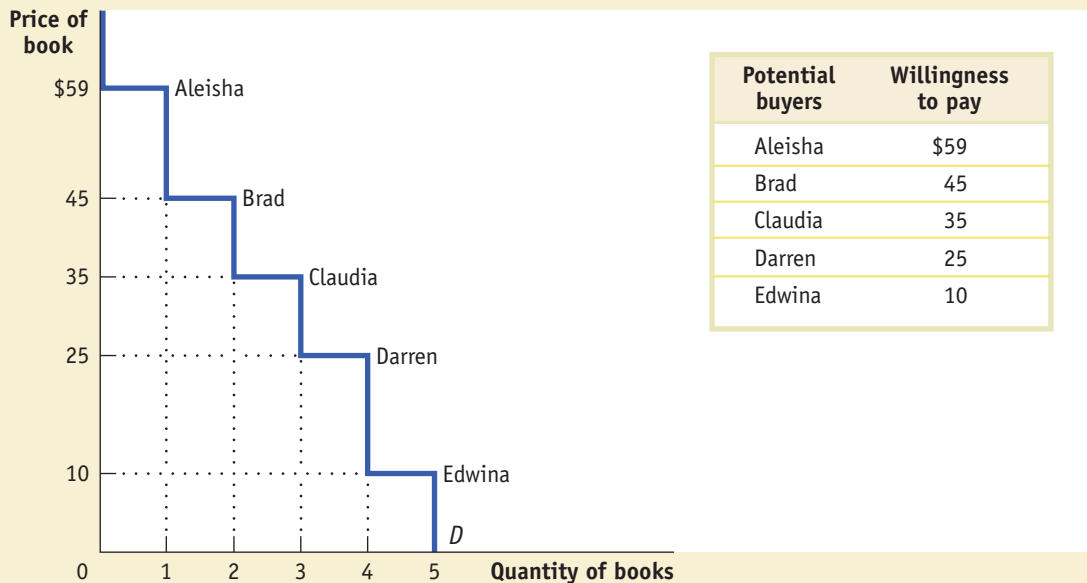 Price of
book
$59
Aleisha
45
Brad
35
Claudia
25
Darren
10
Edwina
D
0 1 2 3 4 5 Quantity of books
Potential buyers Willingness to pay
Aleisha $59
Brad 45
Claudia 35
Darren 25
Edwina 10